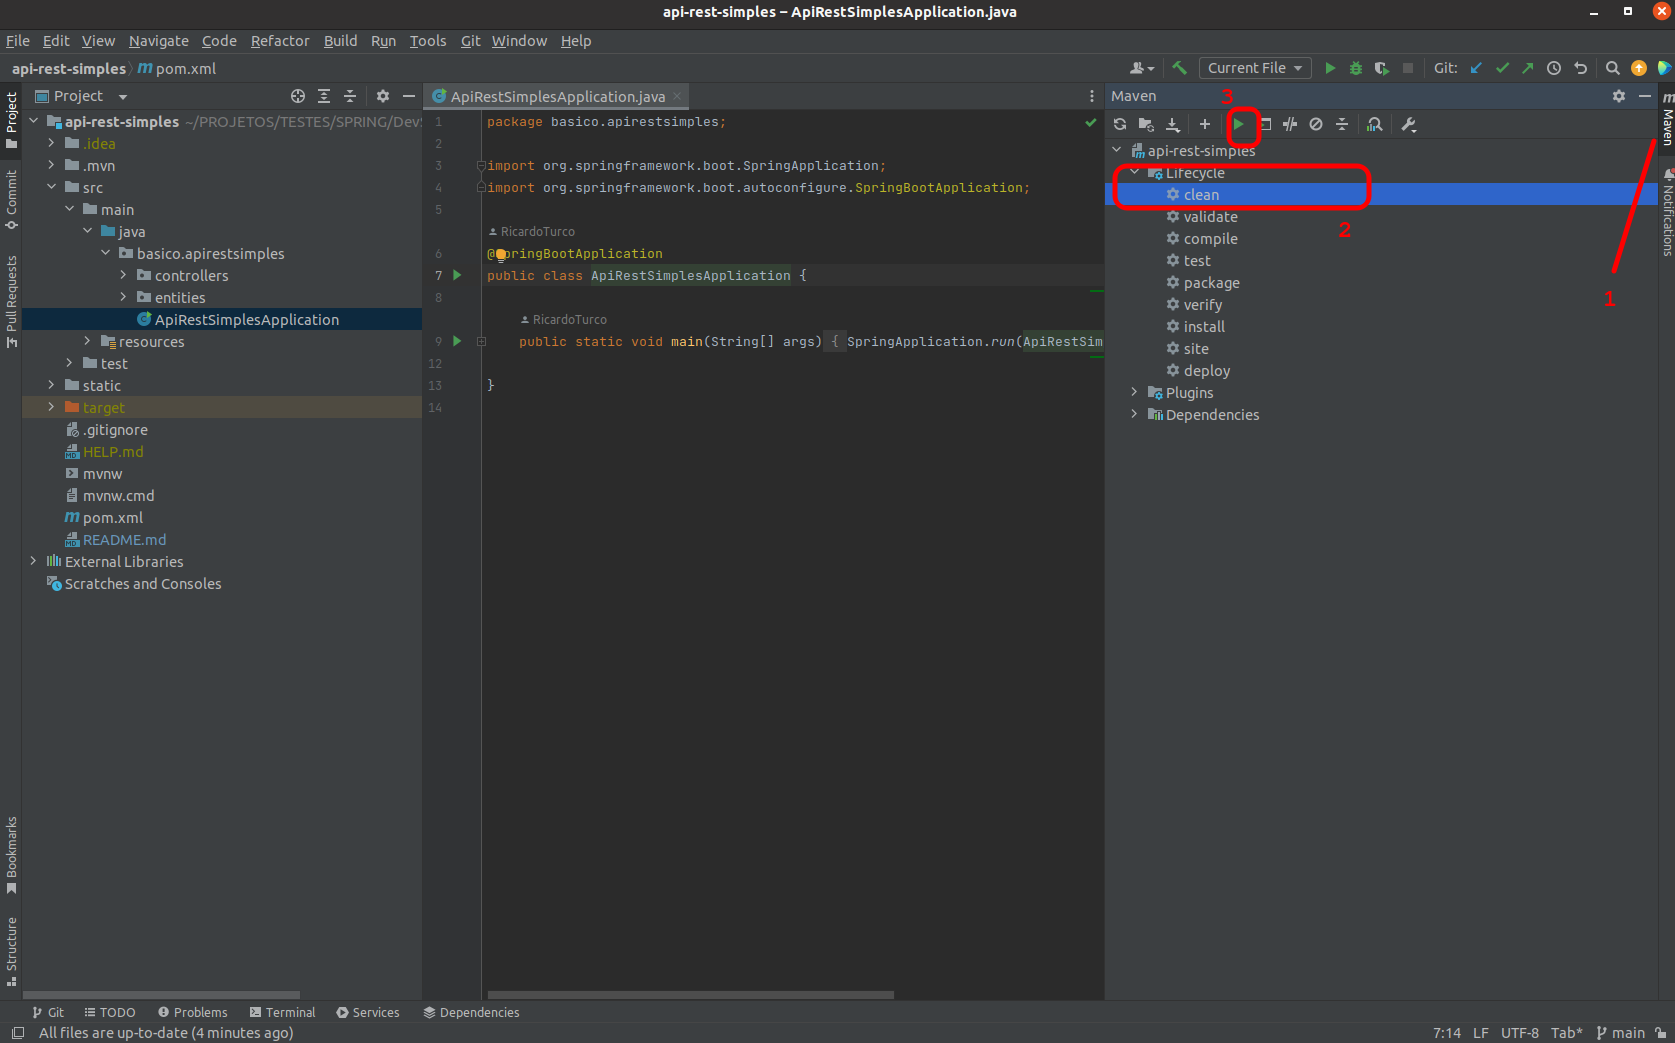 api-rest-simples – ApiRestSimplesApplication.java
File Edit View Navigate Code Refactor Build Run Tools Git Window Help
api-rest-simples pom.xml
Current File
Git:
Project
Commit
Pull Requests
Bookmarks
Structure
Project
api-rest-simples ~/PROJETOS/TESTES/SPRING/Dev
.idea
.mvn
src
main
java
basico.apirestsimples
controllers
entities
ApiRestSimplesApplication
resources
test
static
target
.gitignore
HELP.md
mvnw
mvnw.cmd
pom.xml
README.md
External Libraries
Scratches and Consoles
ApiRestSimplesApplication.java
1 package basico.apirestsimples;
2
3 import org.springframework.boot.SpringApplication;
4 import org.springframework.boot.autoconfigure.SpringBootApplication;
5
RicardoTurco
6 @SpringBootApplication
7 public class ApiRestSimplesApplication {
8
RicardoTurco
9 public static void main(String[] args) { SpringApplication.run(ApiRestSim
12
13 }
14
Maven
3
api-rest-simples
Lifecycle
clean
validate
2
compile
test
package
1
verify
install
site
deploy
Plugins
Dependencies
Maven
Notifications
Git TODO Problems Terminal Services Dependencies
All files are up-to-date (4 minutes ago)
7:14 LF UTF-8 Tab* main